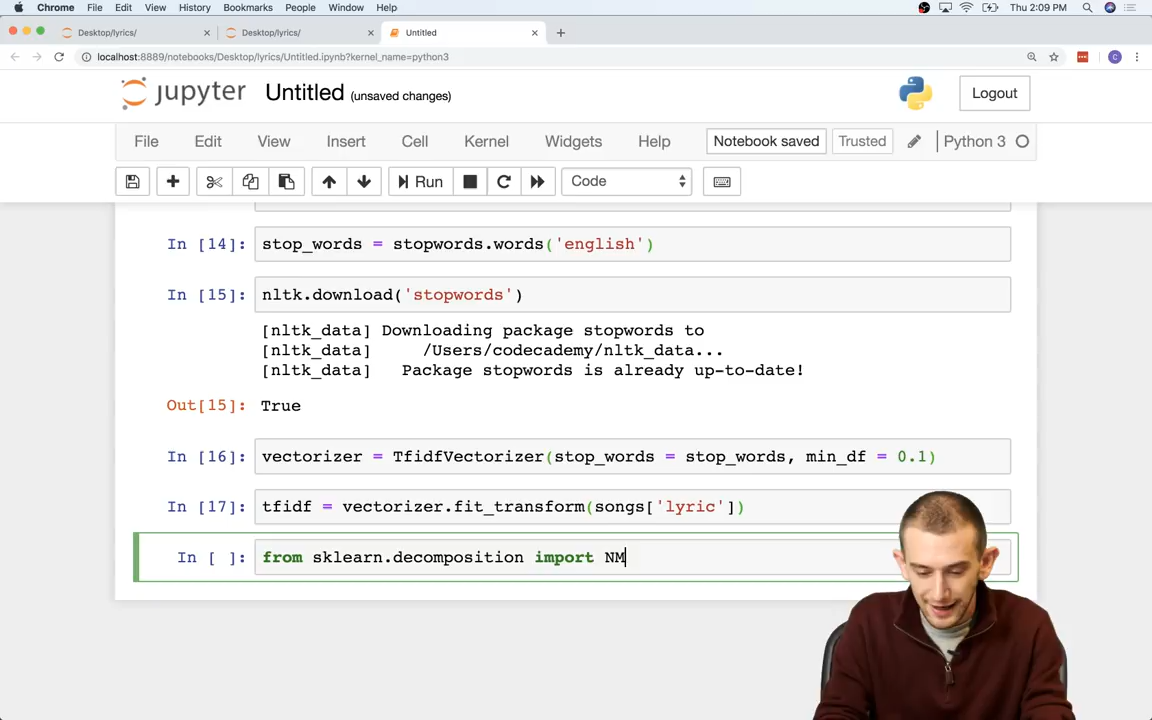 Chrome File Edit View History Bookmarks People Window Help Thu 2:09 PM
Desktop/lyrics/ × Desktop/lyrics/ × Untitled × +
localhost:8889/notebooks/Desktop/lyrics/Untitled.ipynb?kernel_name=python3 C
jupyter Untitled (unsaved changes) Logout
File Edit View Insert Cell Kernel Widgets Help Notebook saved Trusted Python 3
Run Code
In [14]: stop_words = stopwords.words('english')
In [15]: nltk.download('stopwords')
[nltk_data] Downloading package stopwords to
[nltk_data]     /Users/codecademy/nltk_data...
[nltk_data]   Package stopwords is already up-to-date!
Out[15]: True
In [16]: vectorizer = TfidfVectorizer(stop_words = stop_words, min_df = 0.1)
In [17]: tfidf = vectorizer.fit_transform(songs['lyric'])
In [ ]: from sklearn.decomposition import NM